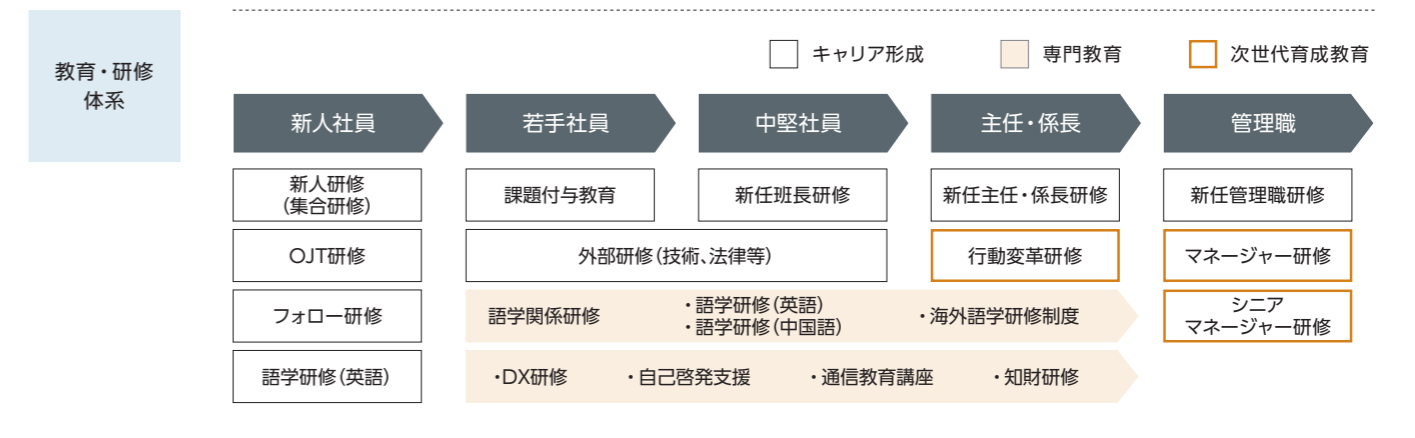 教育・研修
体系
キャリア形成
専門教育
次世代育成教育
新人社員
若手社員
中堅社員
主任・係長
管理職
新人研修
(集合研修)
課題付与教育
新任班長研修
新任主任・係長研修
新任管理職研修
OJT研修
外部研修(技術、法律等)
行動変革研修
マネージャー研修
フォロー研修
語学関係研修
・語学研修(英語)
・語学研修(中国語)
・海外語学研修制度
シニア
マネージャー研修
語学研修(英語)
・DX研修
・自己啓発支援
・通信教育講座
・知財研修